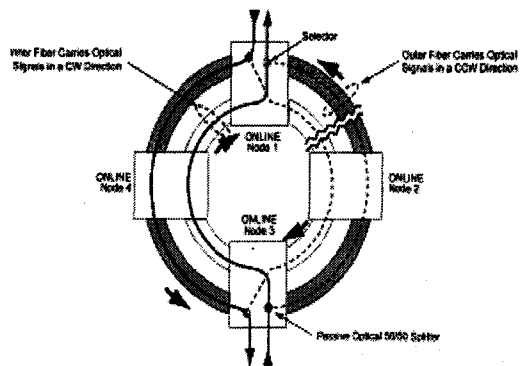 Inner Fiber Carries Optical
Signals in a CW Direction
Selector
Outer Fiber Carries Optical
Signals in a CCW Direction
ONLINE
Node 1
ONLINE
Node 4
ONLINE
Node 2
ONLINE
Node 3
Passive Optical 50/50 Splitter